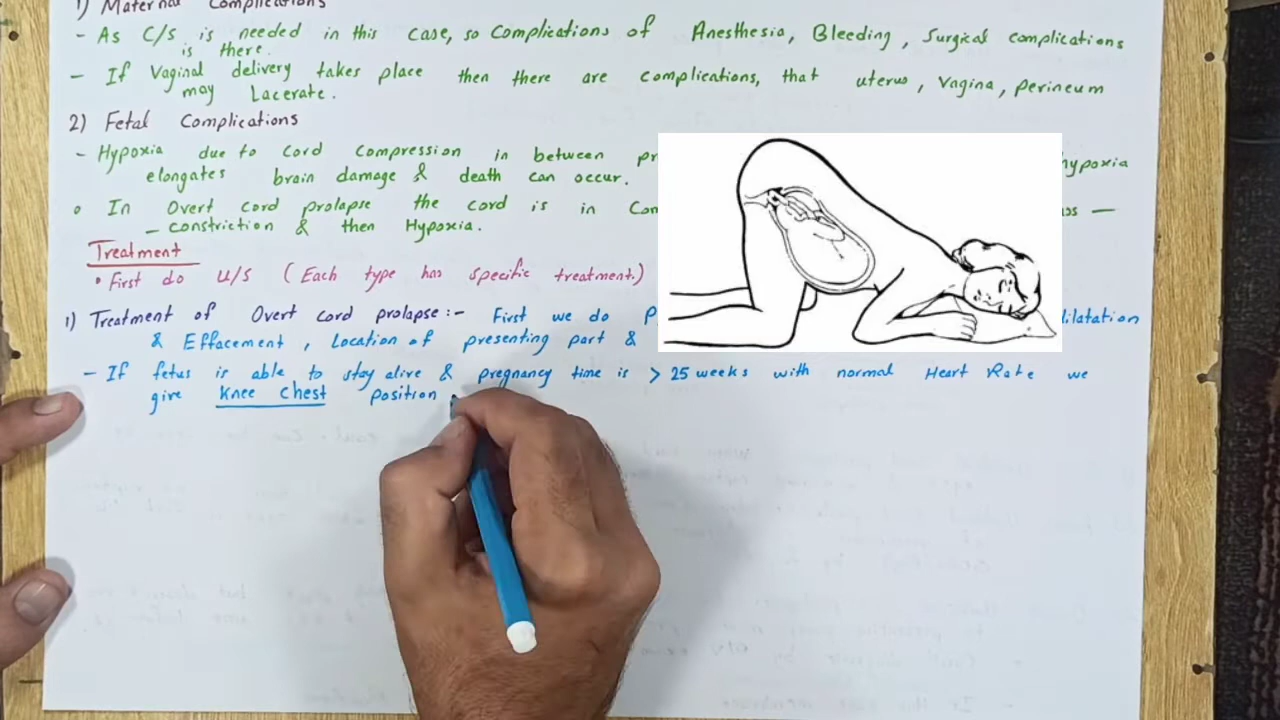 1) Maternal Complications
- As C/S is needed in this case, so Complications of Anesthesia, Bleeding, Surgical complications
is there.
- If Vaginal delivery takes place then there are complications, that uterus, Vagina, perineum
may Lacerate.
2) Fetal Complications
- Hypoxia due to Cord Compression in between hypoxia
elongates brain damage & death can occur.
• In Overt cord prolapse the cord is in
- constriction & then Hypoxia.
Treatment
• First do U/S (Each type has specific treatment.)
1) Treatment of Overt cord prolapse:- First we do dilatation
& Effacement, Location of presenting part &
- If fetus is able to stay alive & pregnancy time is > 25 weeks with normal Heart Rate we
give Knee Chest position